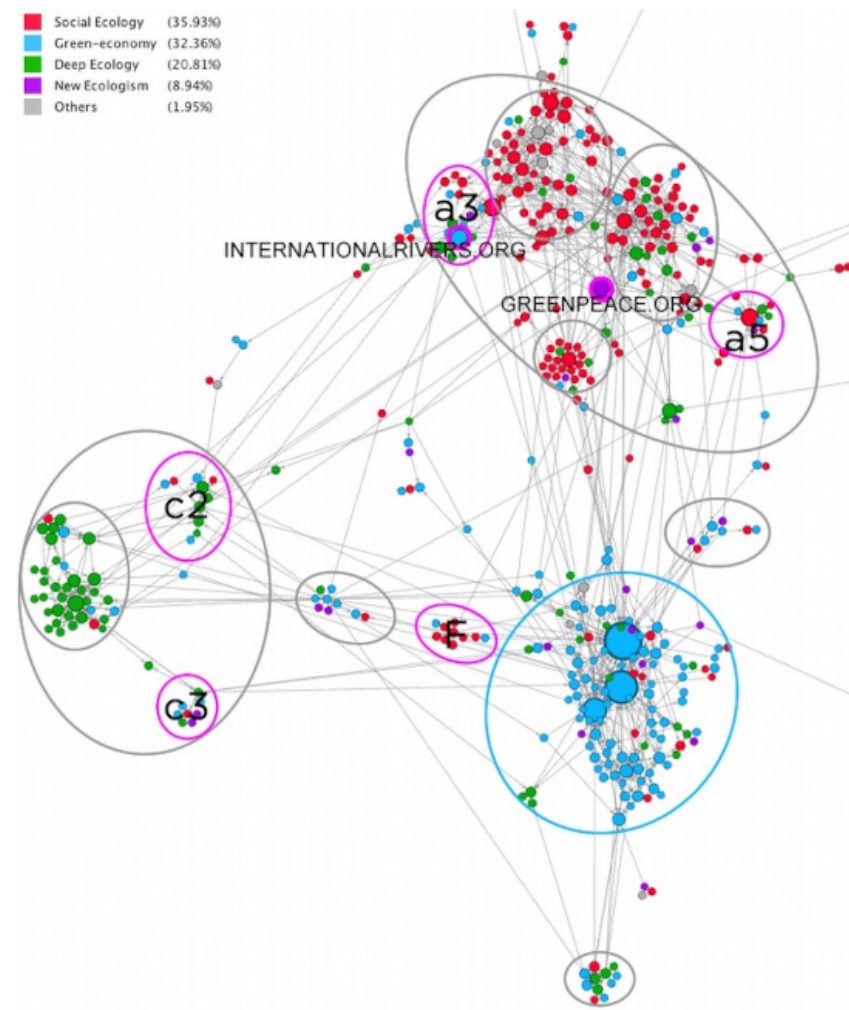 Social Ecology (35.93%)
Green-economy (32.36%)
Deep Ecology (20.81%)
New Ecologism (8.94%)
Others (1.95%)
a3
INTERNATIONALRIVERS.ORG
GREENPEACE.ORG
a5
c2
F
c3